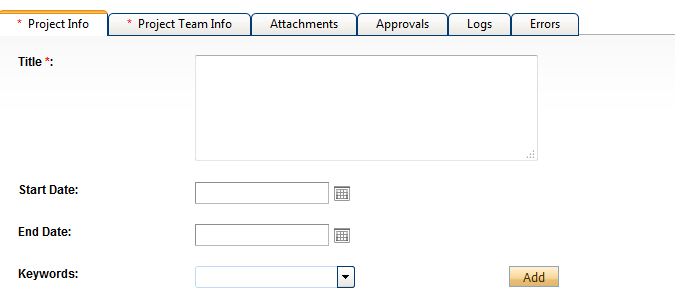 * Project Info * Project Team Info Attachments Approvals Logs Errors
Title *:
Start Date:
End Date:
Keywords: Add